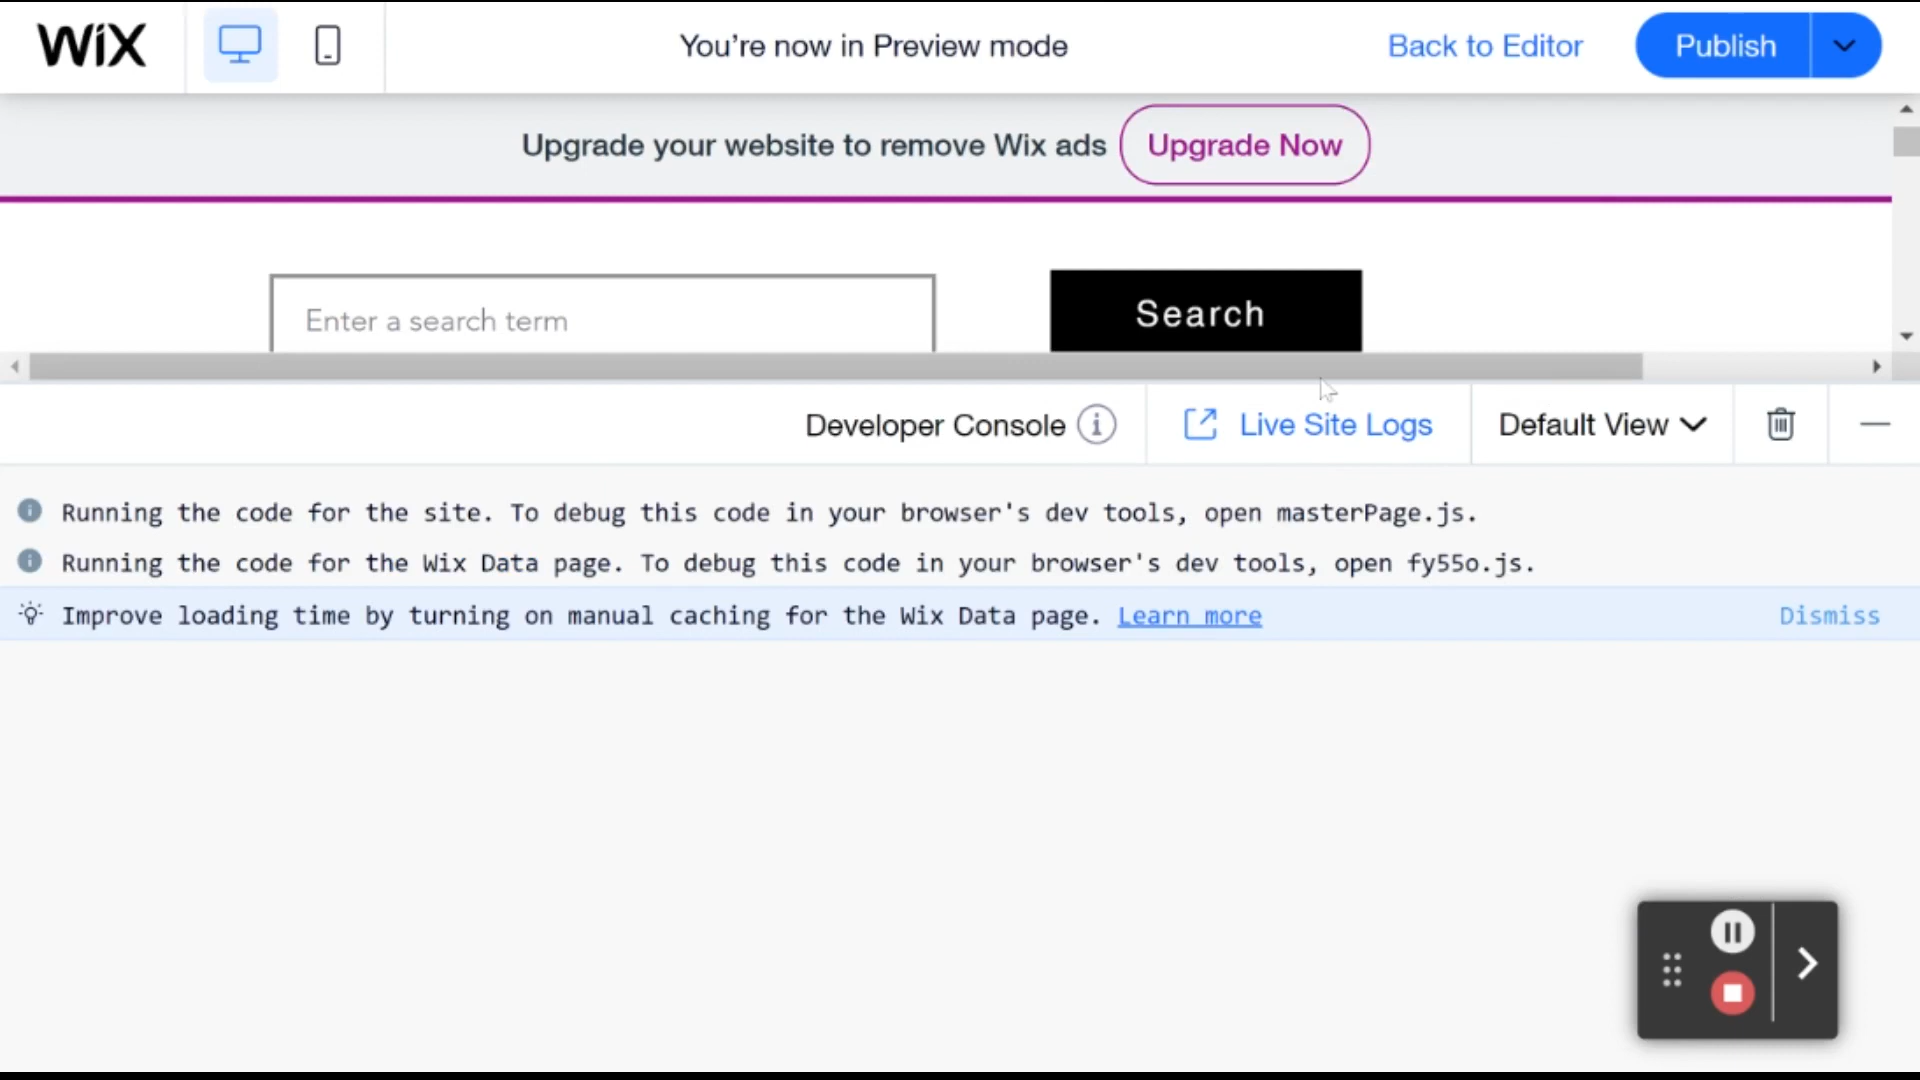 WiX
You're now in Preview mode
Back to Editor
Publish
Upgrade your website to remove Wix ads
Upgrade Now
Enter a search term
Search
Developer Console
Live Site Logs
Default View
Running the code for the site. To debug this code in your browser's dev tools, open masterPage.js.
Running the code for the Wix Data page. To debug this code in your browser's dev tools, open fy55o.js.
Improve loading time by turning on manual caching for the Wix Data page. Learn more
Dismiss